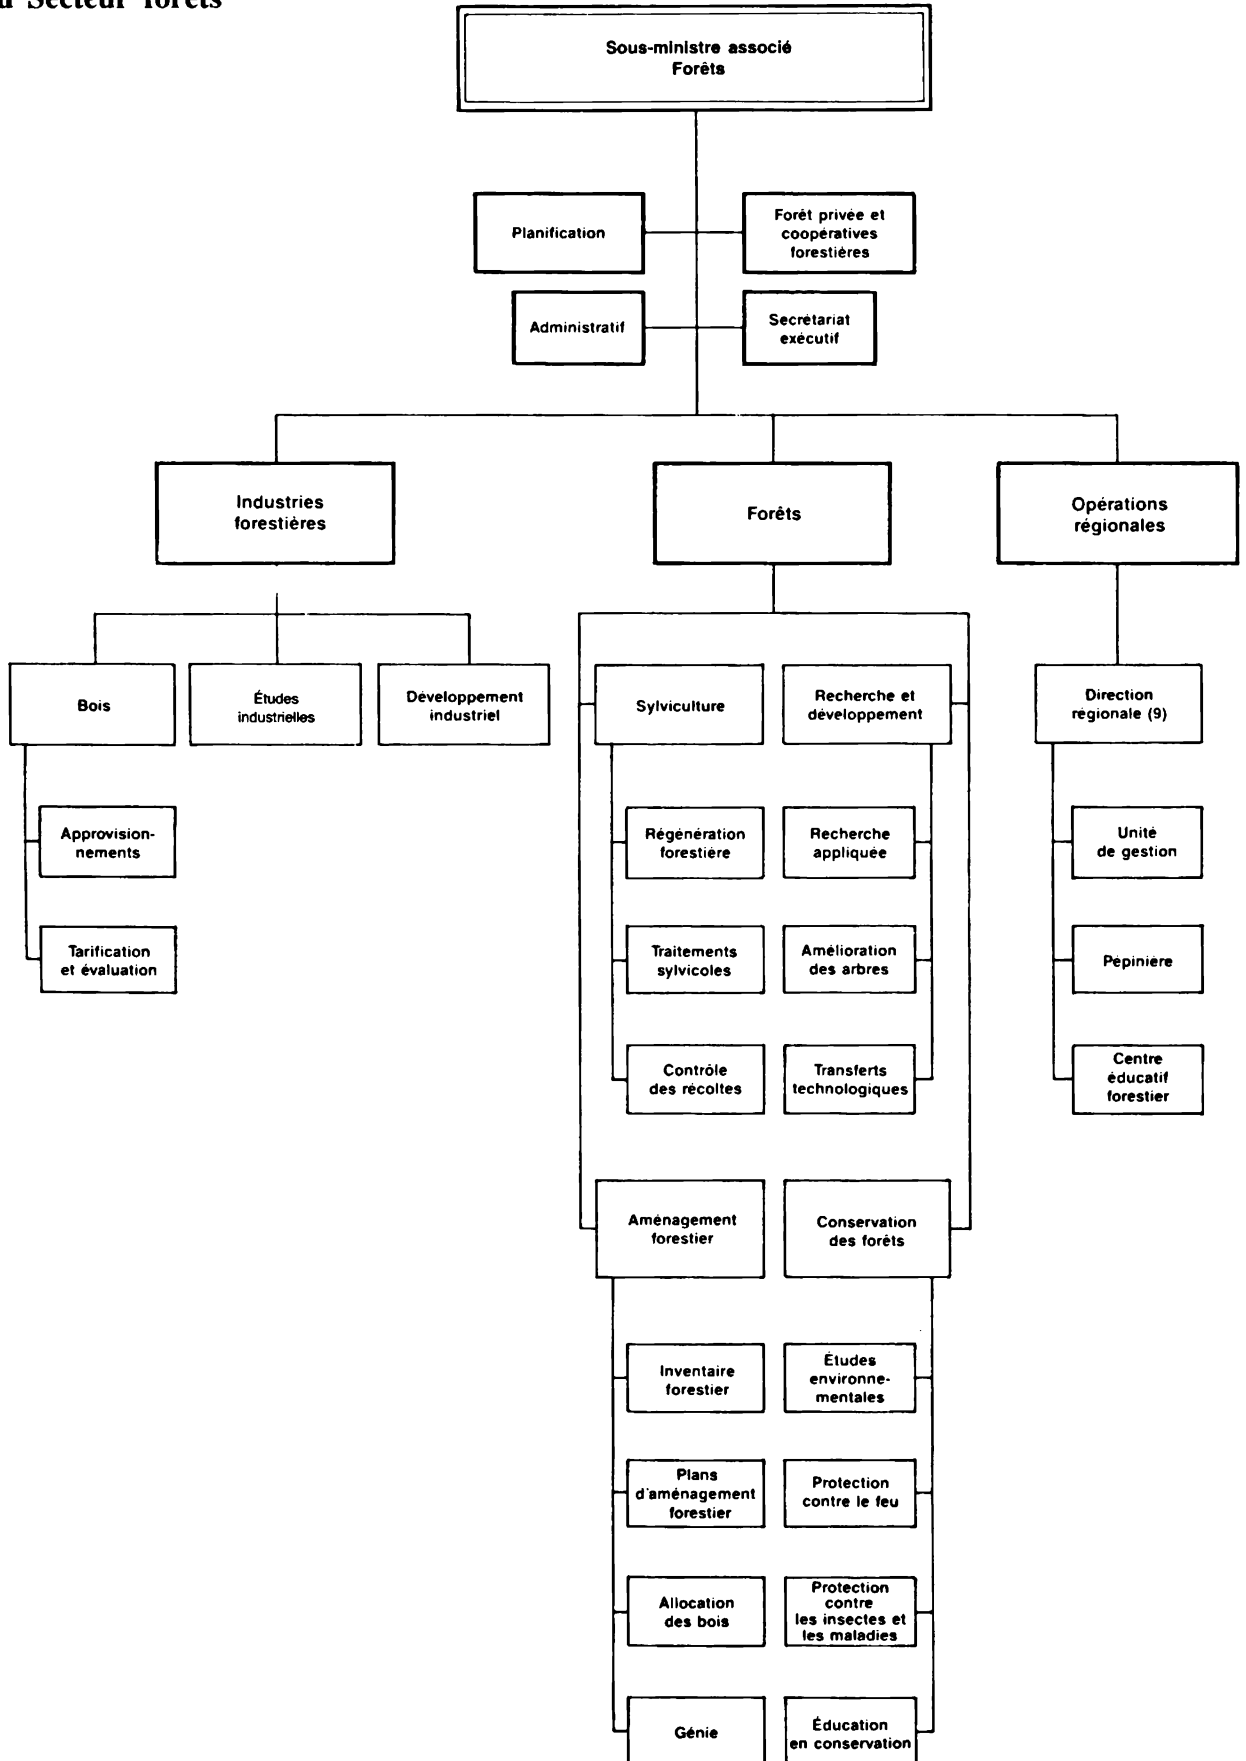 Secteur forêts
Sous-ministre associé
Forêts
Planification
Forêt privée et
coopératives
forestières
Administratif
Secrétariat
exécutif
Industries
forestières
Forêts
Opérations
régionales
Bois
Études
industrielles
Développement
industriel
Sylviculture
Recherche et
développement
Direction
régionale (9)
Approvision-
nements
Régénération
forestière
Recherche
appliquée
Unité
de gestion
Tarification
et évaluation
Traitements
sylvicoles
Amélioration
des arbres
Pépinière
Contrôle
des récoltes
Transferts
technologiques
Centre
éducatif
forestier
Aménagement
forestier
Conservation
des forêts
Inventaire
forestier
Études
environne-
mentales
Plans
d'aménagement
forestier
Protection
contre le feu
Allocation
des bois
Protection
contre
les insectes et
les maladies
Génie
Éducation
en conservation